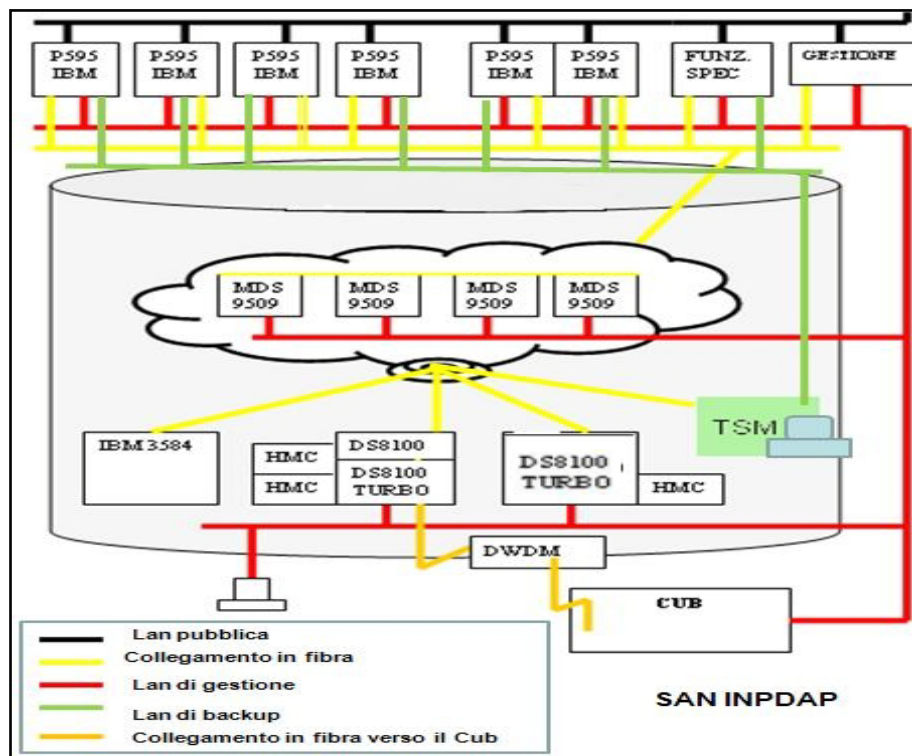 P595
IBM
P595
IBM
P595
IBM
P595
IBM
P595
IBM
P595
IBM
FUNZ.
SPEC
GESTIONE
MDS
9509
MDS
9509
MDS
9509
MDS
9509
IBM 3584
HMC
HMC
DS8100
DS8100
TURBO
DS8100
TURBO
HMC
TSM
DWDM
CUB
Lan pubblica
Collegamento in fibra
Lan di gestione
Lan di backup
Collegamento in fibra verso il Cub
SAN INPDAP